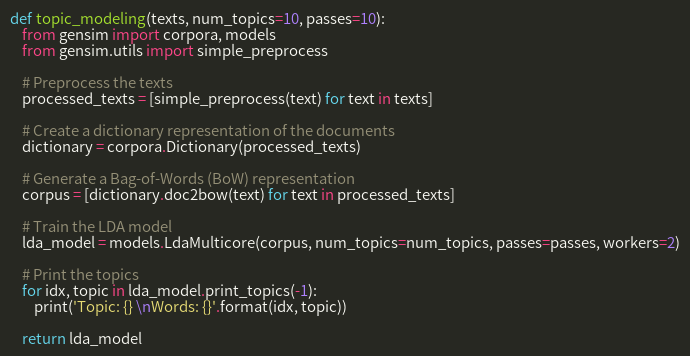 def topic_modeling(texts, num_topics=10, passes=10):
from gensim import corpora, models
from gensim.utils import simple_preprocess
# Preprocess the texts
processed_texts = [simple_preprocess(text) for text in texts]
# Create a dictionary representation of the documents
dictionary = corpora.Dictionary(processed_texts)
# Generate a Bag-of-Words (BoW) representation
corpus = [dictionary.doc2bow(text) for text in processed_texts]
# Train the LDA model
lda_model = models.LdaMulticore(corpus, num_topics=num_topics, passes=passes, workers=2)
# Print the topics
for idx, topic in lda_model.print_topics(-1):
print('Topic: {} \nWords: {}'.format(idx, topic))
return lda_model